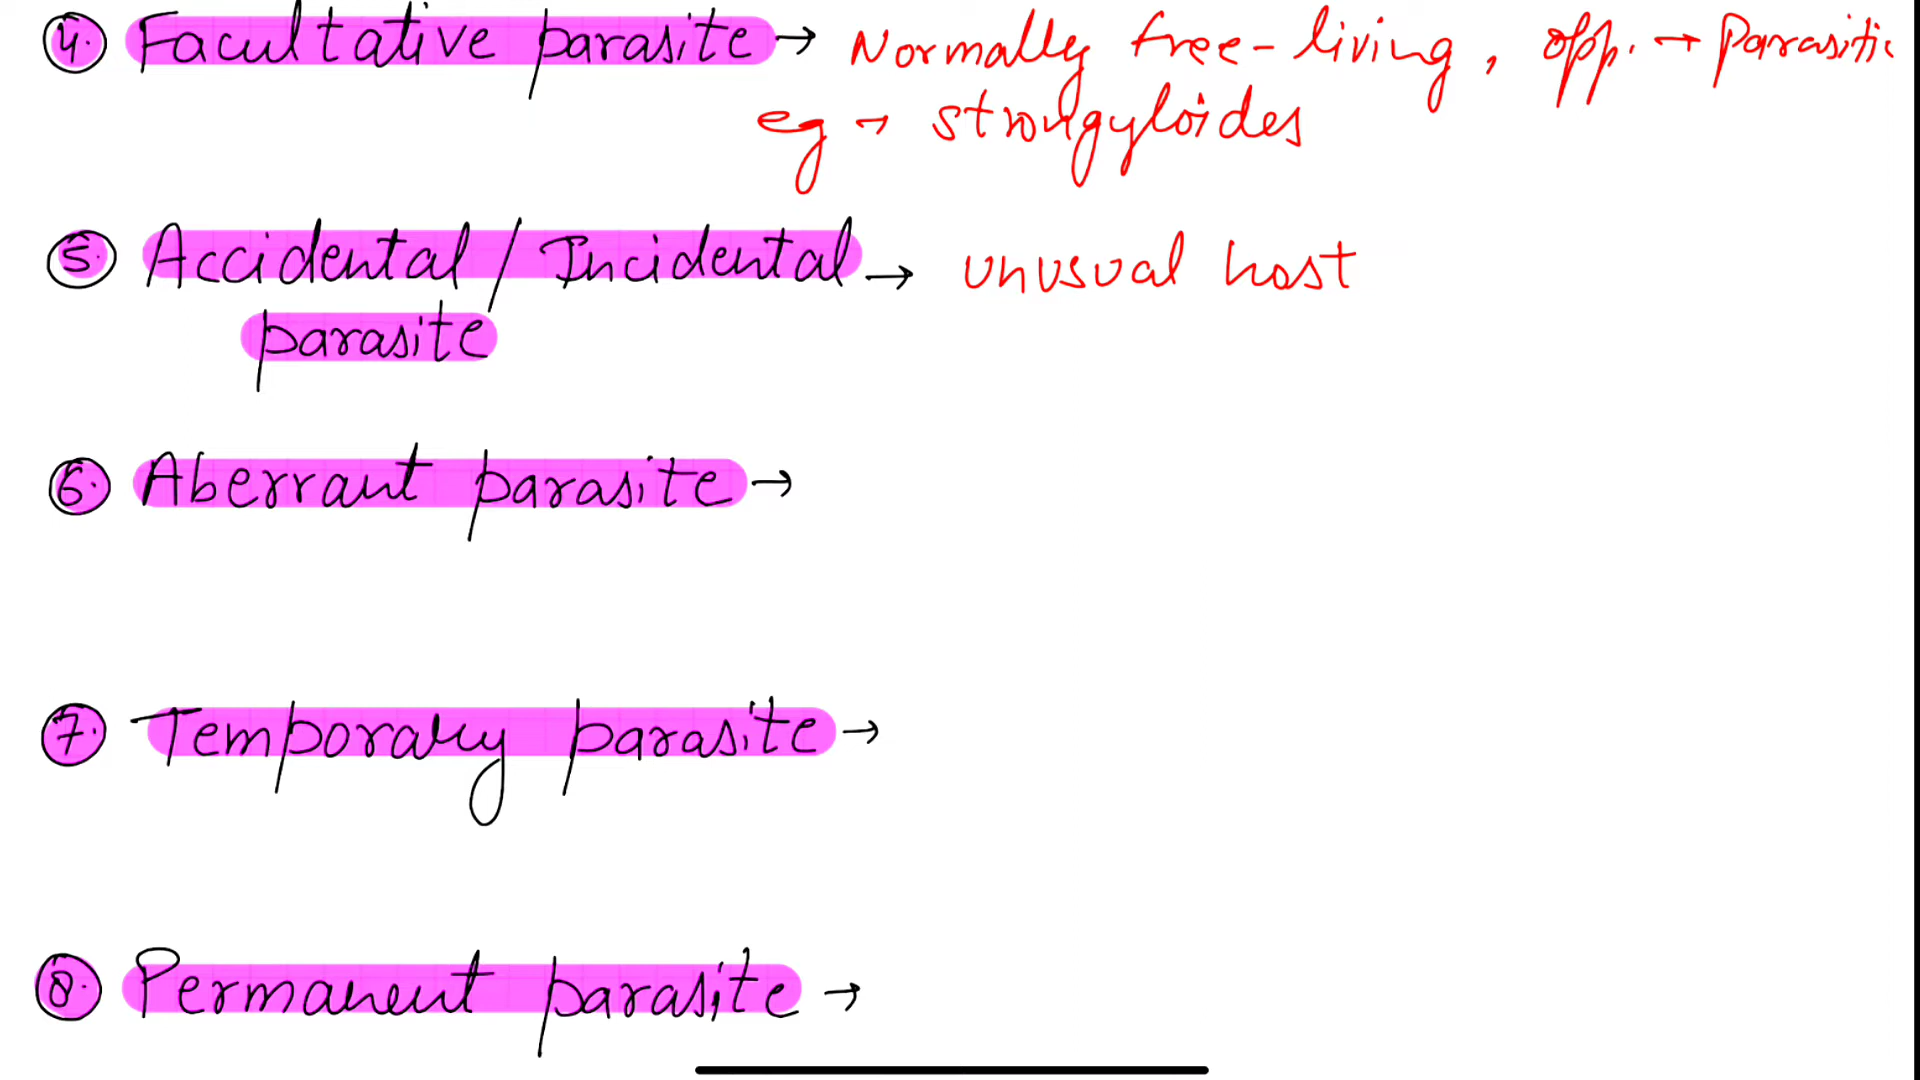 4. Facultative parasite → Normally free-living, opp. → Parasitic
eg → strongyloides
5. Accidental / Incidental → unusual host
parasite
6. Aberrant parasite →
7. Temporary parasite →
8. Permanent parasite →